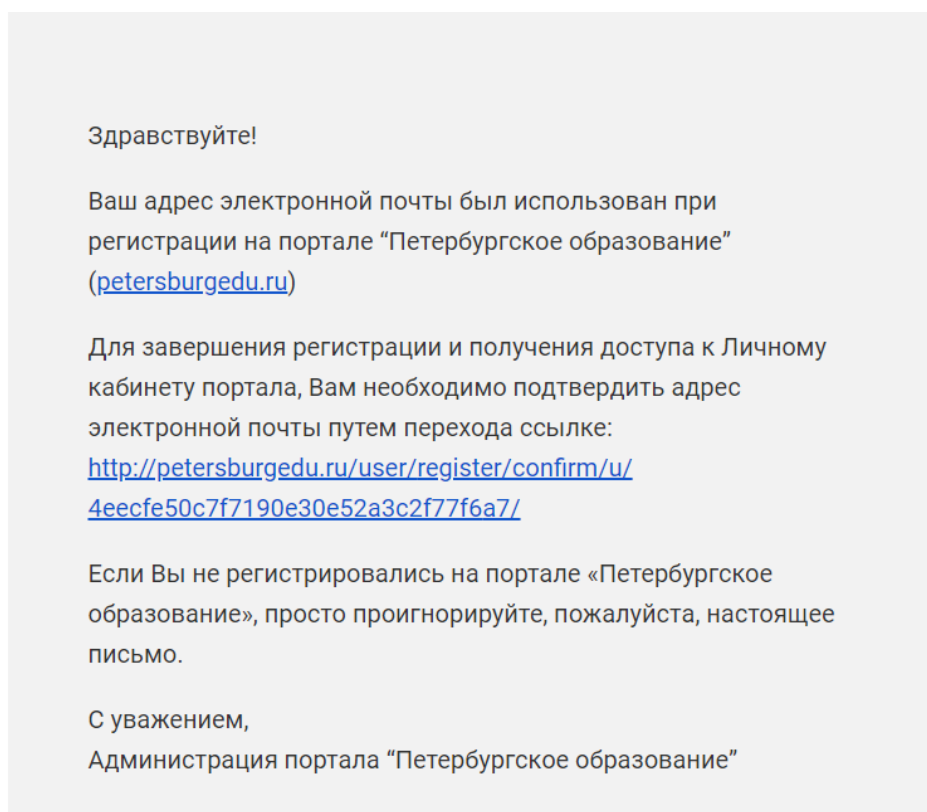 Здравствуйте!
Ваш адрес электронной почты был использован при
регистрации на портале “Петербургское образование”
(petersburgedu.ru)
Для завершения регистрации и получения доступа к Личному
кабинету портала, Вам необходимо подтвердить адрес
электронной почты путем перехода ссылке:
http://petersburgedu.ru/user/register/confirm/u/
4eecfe50c7f7190e30e52a3c2f77f6a7/
Если Вы не регистрировались на портале «Петербургское
образование», просто проигнорируйте, пожалуйста, настоящее
письмо.
С уважением,
Администрация портала “Петербургское образование”